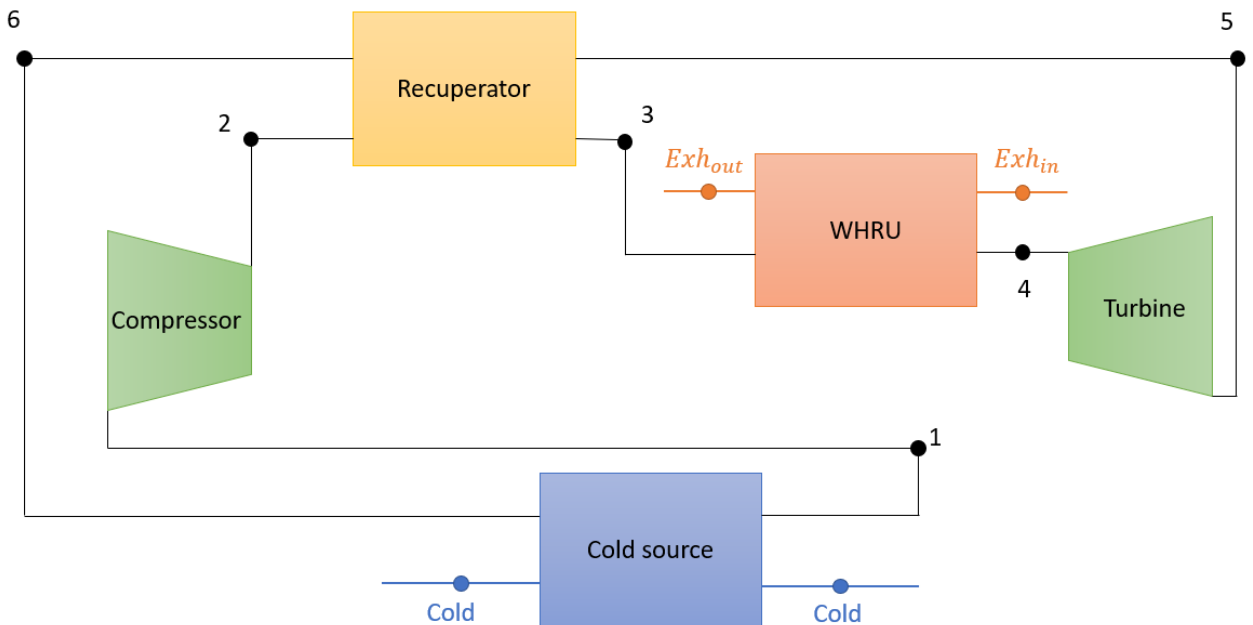 6
5
Recuperator
2
3
Exh_out
Exh_in
WHRU
4
Compressor
Turbine
1
Cold source
Cold
Cold